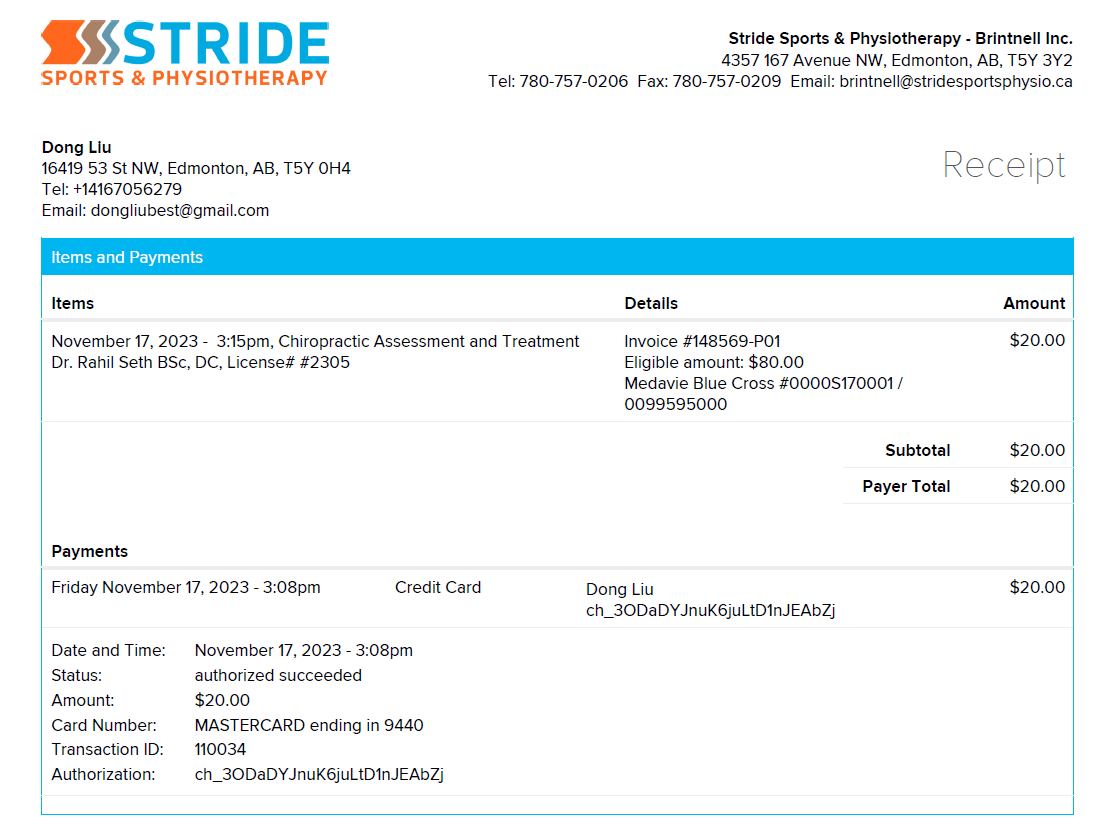 STRIDE
SPORTS & PHYSIOTHERAPY
Stride Sports & Physiotherapy - Brintnell Inc.
4357 167 Avenue NW, Edmonton, AB, T5Y 3Y2
Tel: 780-757-0206 Fax: 780-757-0209 Email: brintnell@stridesportsphysio.ca
Dong Liu
16419 53 St NW, Edmonton, AB, T5Y 0H4
Tel: +14167056279
Email: dongliubest@gmail.com
Receipt
Items and Payments
Items Details Amount
November 17, 2023 - 3:15pm, Chiropractic Assessment and Treatment Invoice #148569-P01 $20.00
Dr. Rahil Seth BSc, DC, License# #2305 Eligible amount: $80.00
Medavie Blue Cross #0000S170001 /
0099595000
Subtotal $20.00
Payer Total $20.00
Payments
Friday November 17, 2023 - 3:08pm Credit Card Dong Liu $20.00
ch_3ODaDYJnuK6juLtD1nJEAbZj
Date and Time: November 17, 2023 - 3:08pm
Status: authorized succeeded
Amount: $20.00
Card Number: MASTERCARD ending in 9440
Transaction ID: 110034
Authorization: ch_3ODaDYJnuK6juLtD1nJEAbZj